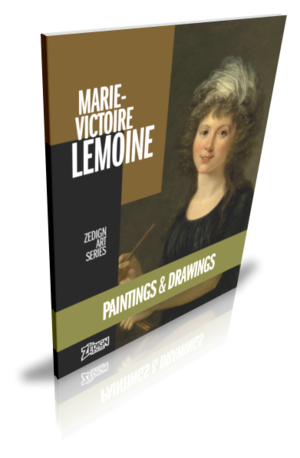 MARIE-
VICTOIRE
LEMOINE
ZEDIGN
ART
SERIES
PAINTINGS & DRAWINGS
ZEDIGN